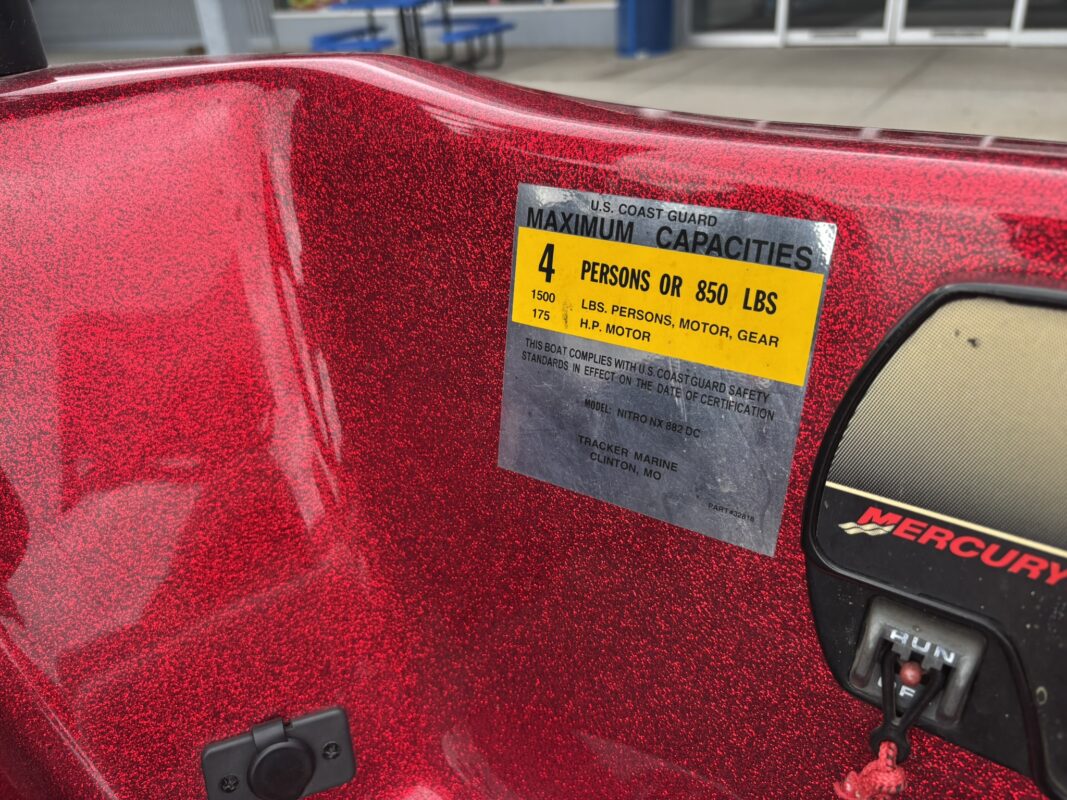 U.S. COAST GUARD
MAXIMUM CAPACITIES
4 PERSONS OR 850 LBS
1500 LBS. PERSONS, MOTOR, GEAR
175 H.P. MOTOR
THIS BOAT COMPLIES WITH U.S. COAST GUARD SAFETY
STANDARDS IN EFFECT ON THE DATE OF CERTIFICATION
MODEL: NITRO NX 882 DC
TRACKER MARINE
CLINTON, MO
PART #32818
MERCURY
RUN